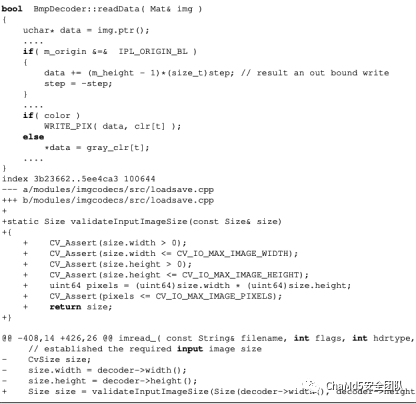 bool BmpDecoder::readData( Mat& img )
{
uchar* data = img.ptr();
....
if( m_origin &=& IPL_ORIGIN_BL )
{
data += (m_height - 1)*(size_t)step; // result an out bound write
step = -step;
}
....
if( color )
WRITE_PIX( data, clr[t] );
else
*data = gray_clr[t];
....
}
index 3b23662..5ee4ca3 100644
--- a/modules/imgcodecs/src/loadsave.cpp
+++ b/modules/imgcodecs/src/loadsave.cpp
+
+static Size validateInputImageSize(const Size& size)
+{
+ CV_Assert(size.width > 0);
+ CV_Assert(size.width <= CV_IO_MAX_IMAGE_WIDTH);
+ CV_Assert(size.height > 0);
+ CV_Assert(size.height <= CV_IO_MAX_IMAGE_HEIGHT);
+ uint64 pixels = (uint64)size.width * (uint64)size.height;
+ CV_Assert(pixels <= CV_IO_MAX_IMAGE_PIXELS);
+ return size;
+}
@@ -408,14 +426,26 @@ imread_( const String& filename, int flags, int hdrtype,
// established the required input image size
- CvSize size;
- size.width = decoder->width();
- size.height = decoder->height();
+ Size size = validateInputImageSize(Size(decoder->width(), decoder->height
ChaMd5安全团队